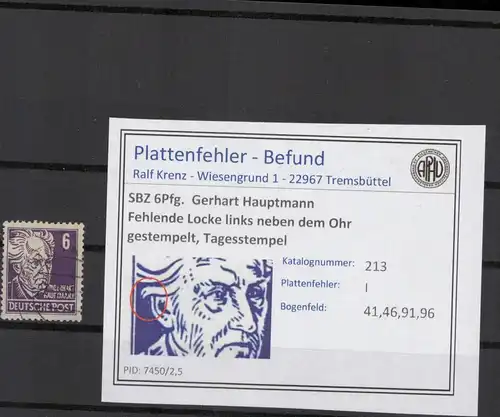 Plattenfehler - Befund
Ralf Krenz - Wiesengrund 1 - 22967 Tremsbüttel
SBZ 6Pfg. Gerhart Hauptmann
Fehlende Locke links neben dem Ohr
gestempelt, Tagesstempel
Katalognummer: 213
Plattenfehler: I
Bogenfeld: 41,46,91,96
PID: 7450/2,5
APHV
6
GERHART
HAUPTMANN
DEUTSCHE POST